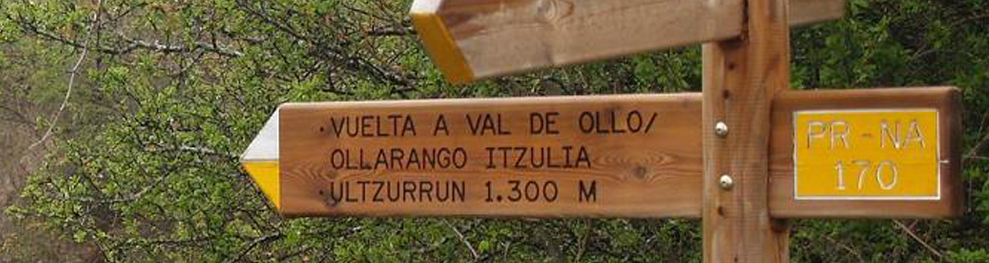 · VUELTA A VAL DE OLLO/
OLLARANGO ITZULIA
· ULTZURRUN 1.300 M
PR-NA
170